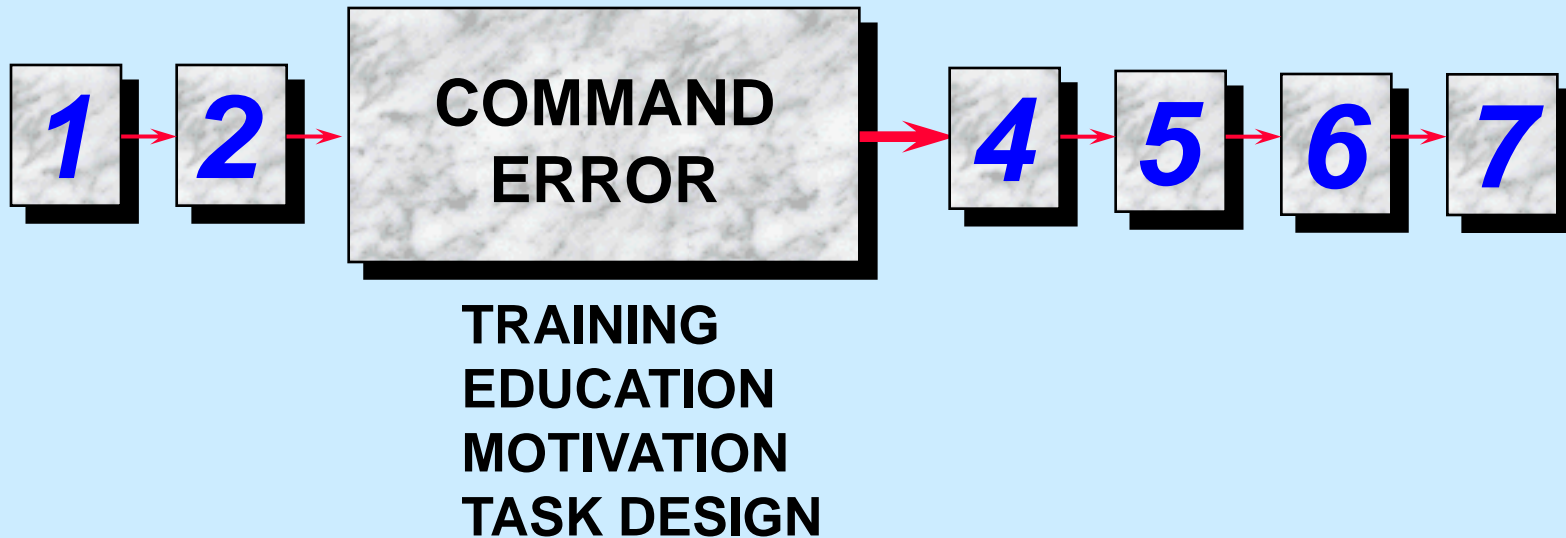 1 2 COMMAND ERROR 4 5 6 7
TRAINING
EDUCATION
MOTIVATION
TASK DESIGN